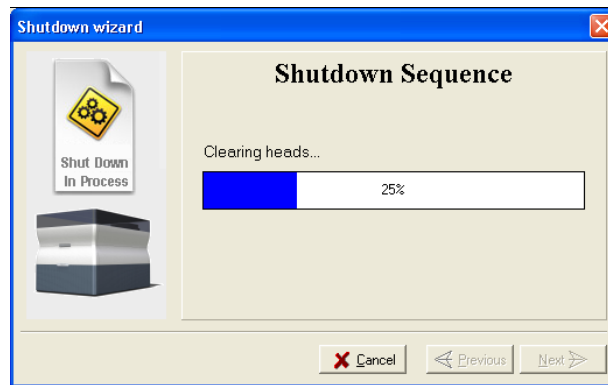 Shutdown wizard
Shutdown Sequence
Shut Down
In Process
Clearing heads...
25%
Cancel
Previous
Next